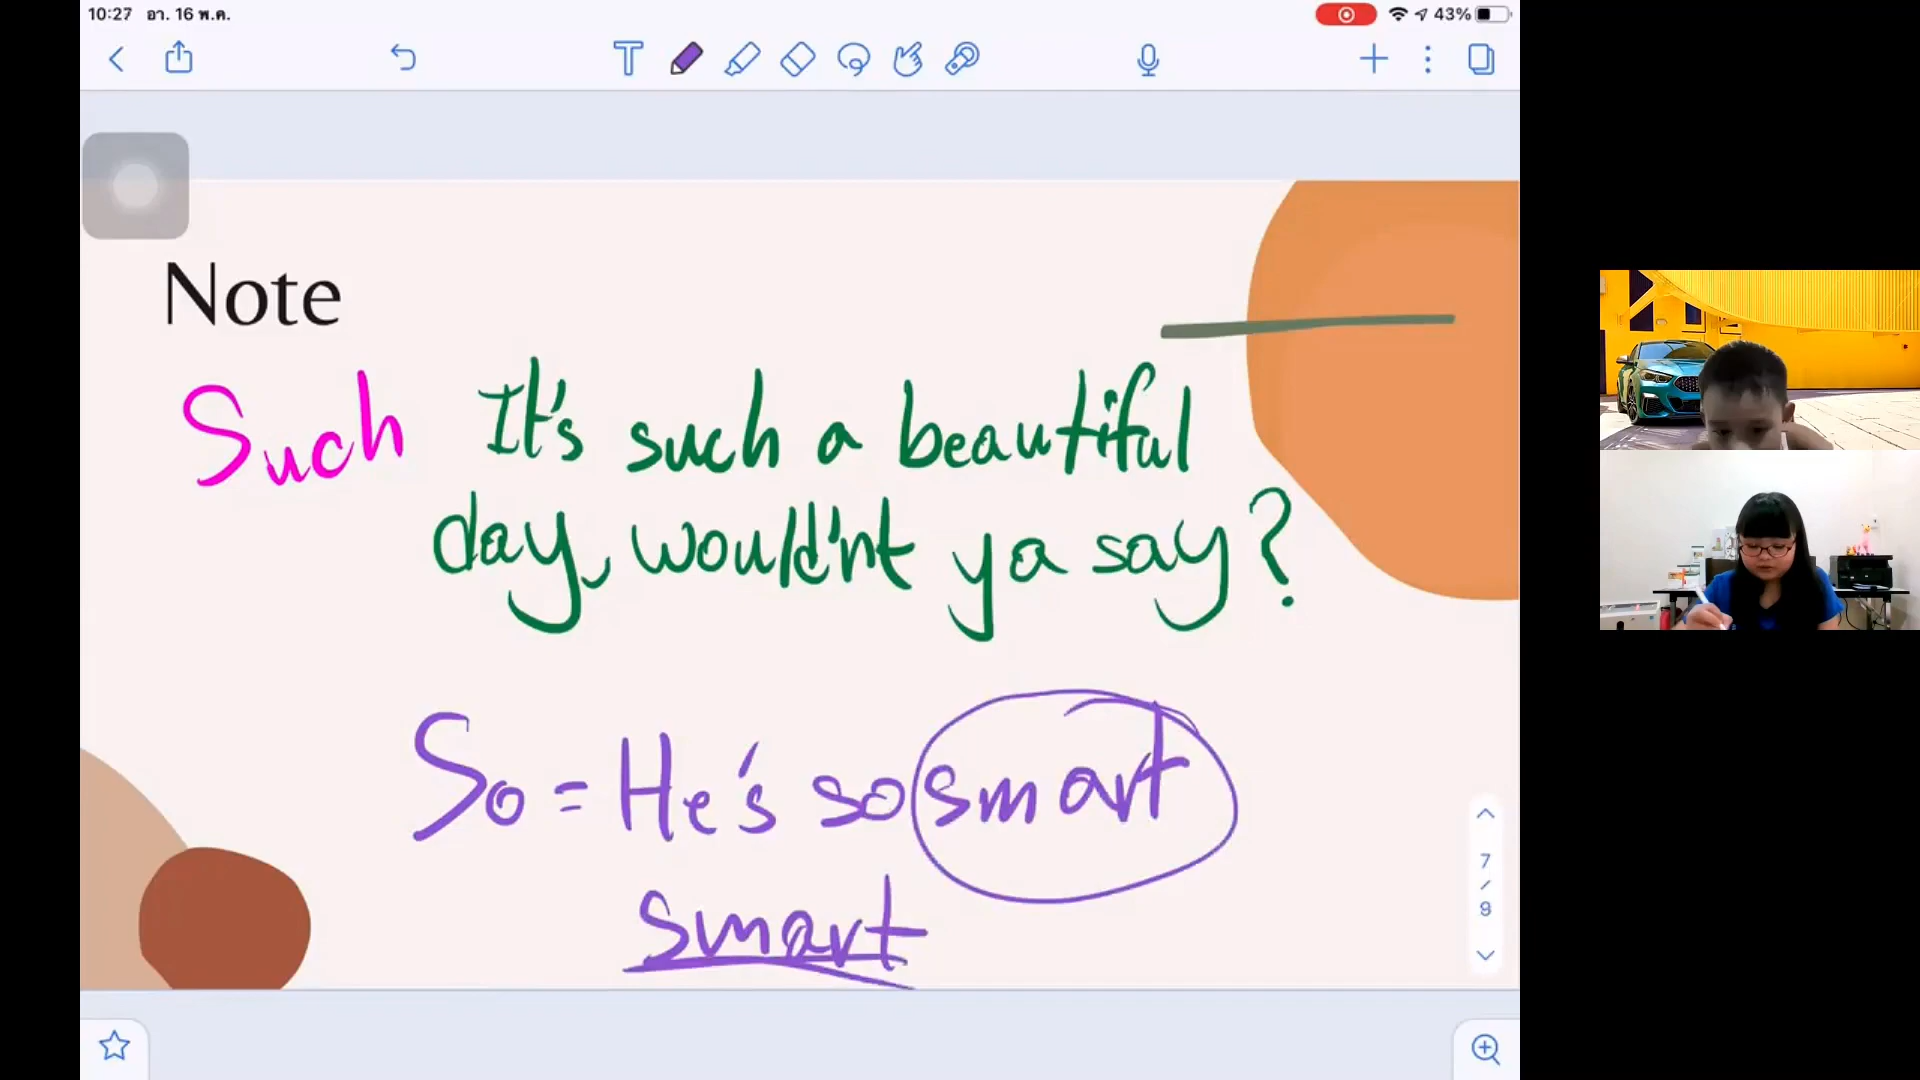 10:27 อา. 16 พ.ค. 43%
Note
Such It's such a beautiful
day, would'nt ya say?
So = He's so smart
smart
7
/
9